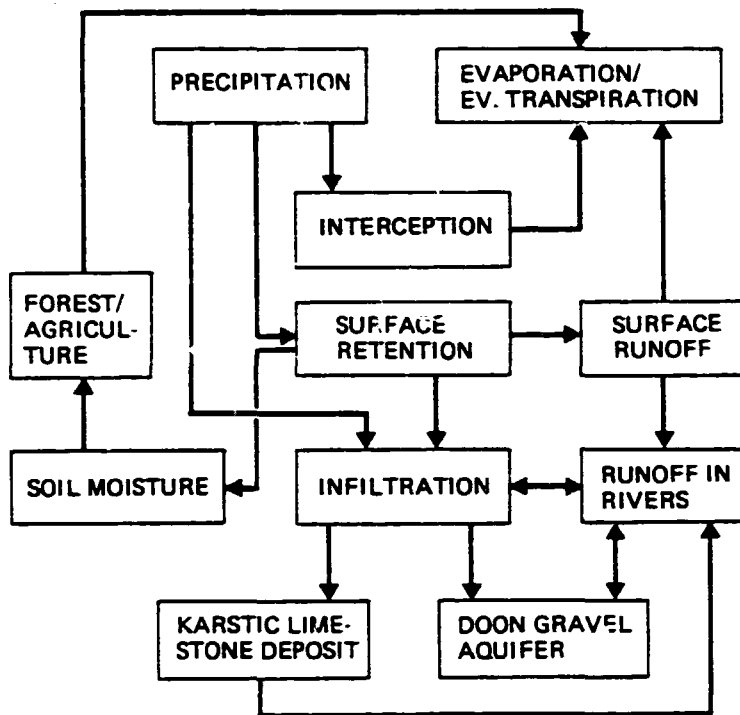 PRECIPITATION
EVAPORATION/
EV. TRANSPIRATION
INTERCEPTION
FOREST/
AGRICUL-
TURE
SURFACE
RETENTION
SURFACE
RUNOFF
SOIL MOISTURE
INFILTRATION
RUNOFF IN
RIVERS
KARSTIC LIME-
STONE DEPOSIT
DOON GRAVEL
AQUIFER